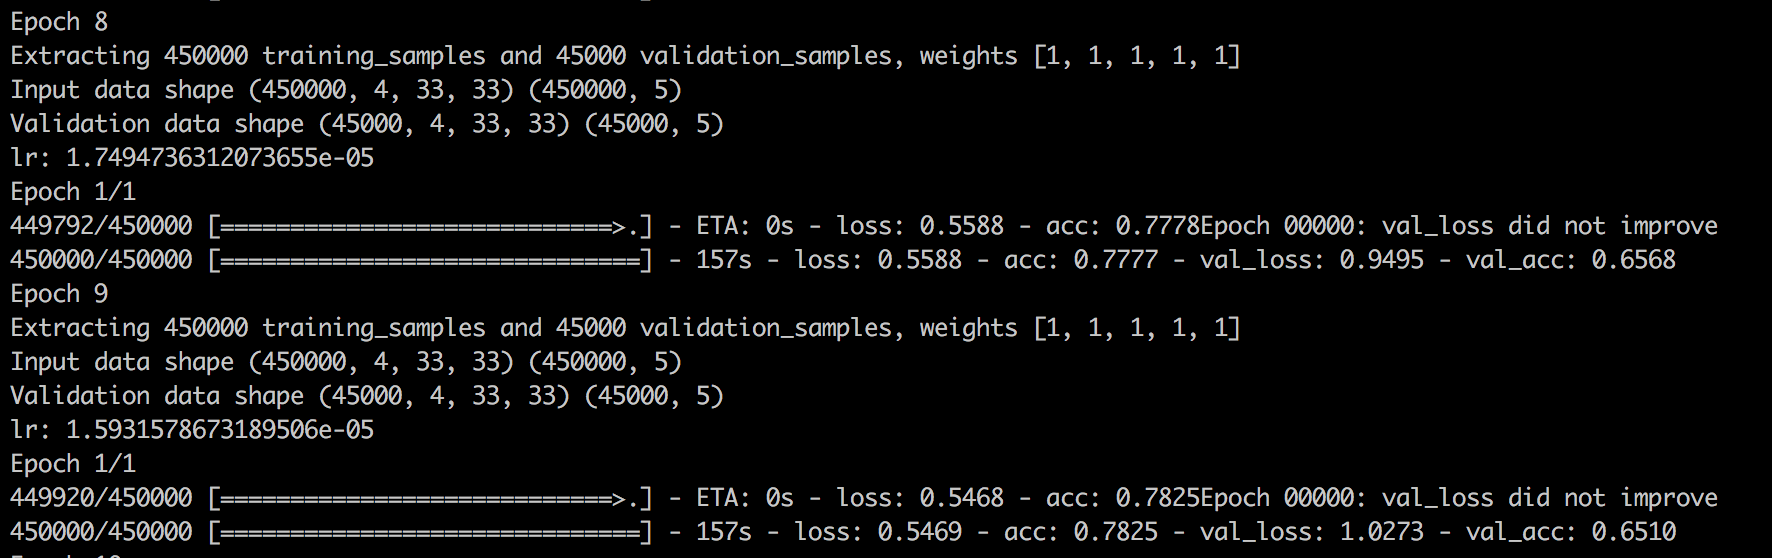 Epoch 8
Extracting 450000 training_samples and 45000 validation_samples, weights [1, 1, 1, 1, 1]
Input data shape (450000, 4, 33, 33) (450000, 5)
Validation data shape (45000, 4, 33, 33) (45000, 5)
lr: 1.7494736312073655e-05
Epoch 1/1
449792/450000 [============================>.] - ETA: 0s - loss: 0.5588 - acc: 0.7778Epoch 00000: val_loss did not improve
450000/450000 [==============================] - 157s - loss: 0.5588 - acc: 0.7777 - val_loss: 0.9495 - val_acc: 0.6568
Epoch 9
Extracting 450000 training_samples and 45000 validation_samples, weights [1, 1, 1, 1, 1]
Input data shape (450000, 4, 33, 33) (450000, 5)
Validation data shape (45000, 4, 33, 33) (45000, 5)
lr: 1.5931578673189506e-05
Epoch 1/1
449920/450000 [============================>.] - ETA: 0s - loss: 0.5468 - acc: 0.7825Epoch 00000: val_loss did not improve
450000/450000 [==============================] - 157s - loss: 0.5469 - acc: 0.7825 - val_loss: 1.0273 - val_acc: 0.6510